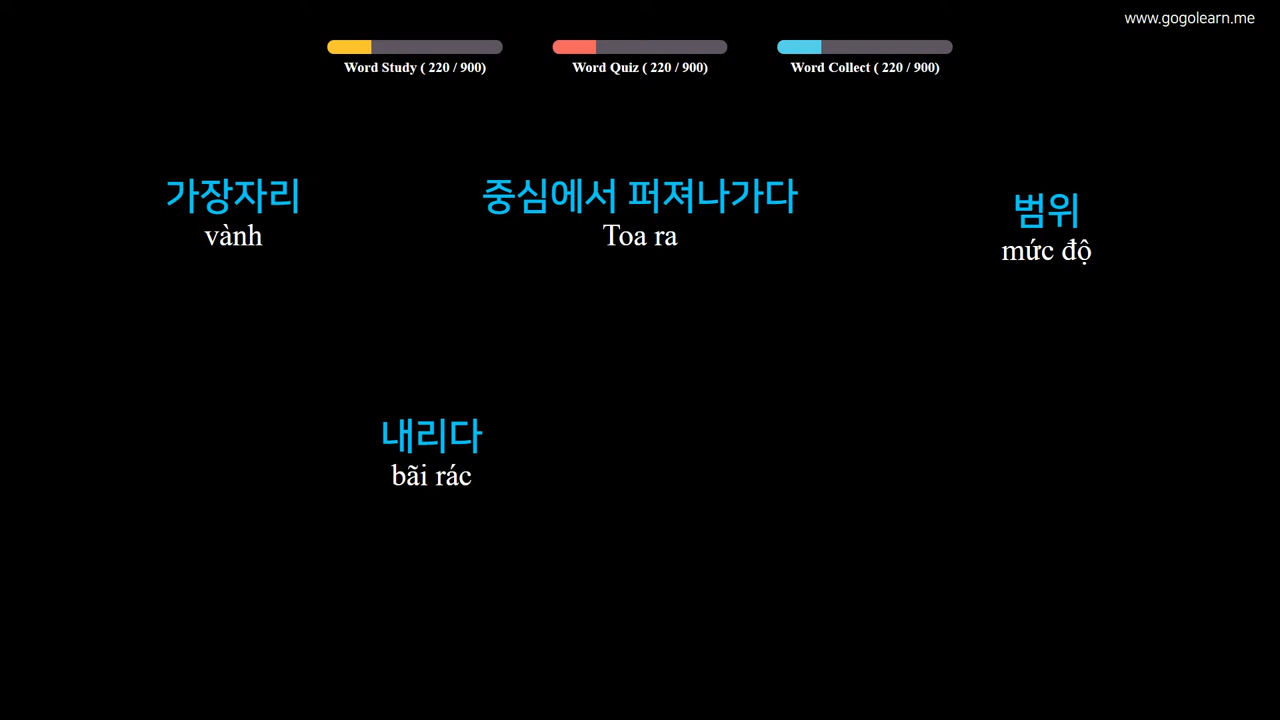 www.gogolearn.me
Word Study ( 220 / 900)
Word Quiz ( 220 / 900)
Word Collect ( 220 / 900)
가장자리
vành
중심에서 퍼져나가다
Toa ra
범위
mức độ
내리다
bãi rác